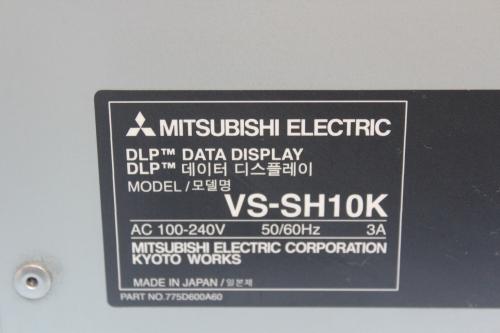 MITSUBISHI ELECTRIC
DLP™ DATA DISPLAY
DLP™ 데이터 디스플레이
MODEL/모델명
VS-SH10K
AC 100-240V 50/60Hz 3A
MITSUBISHI ELECTRIC CORPORATION
KYOTO WORKS
MADE IN JAPAN/일본제
PART NO.775D600A60